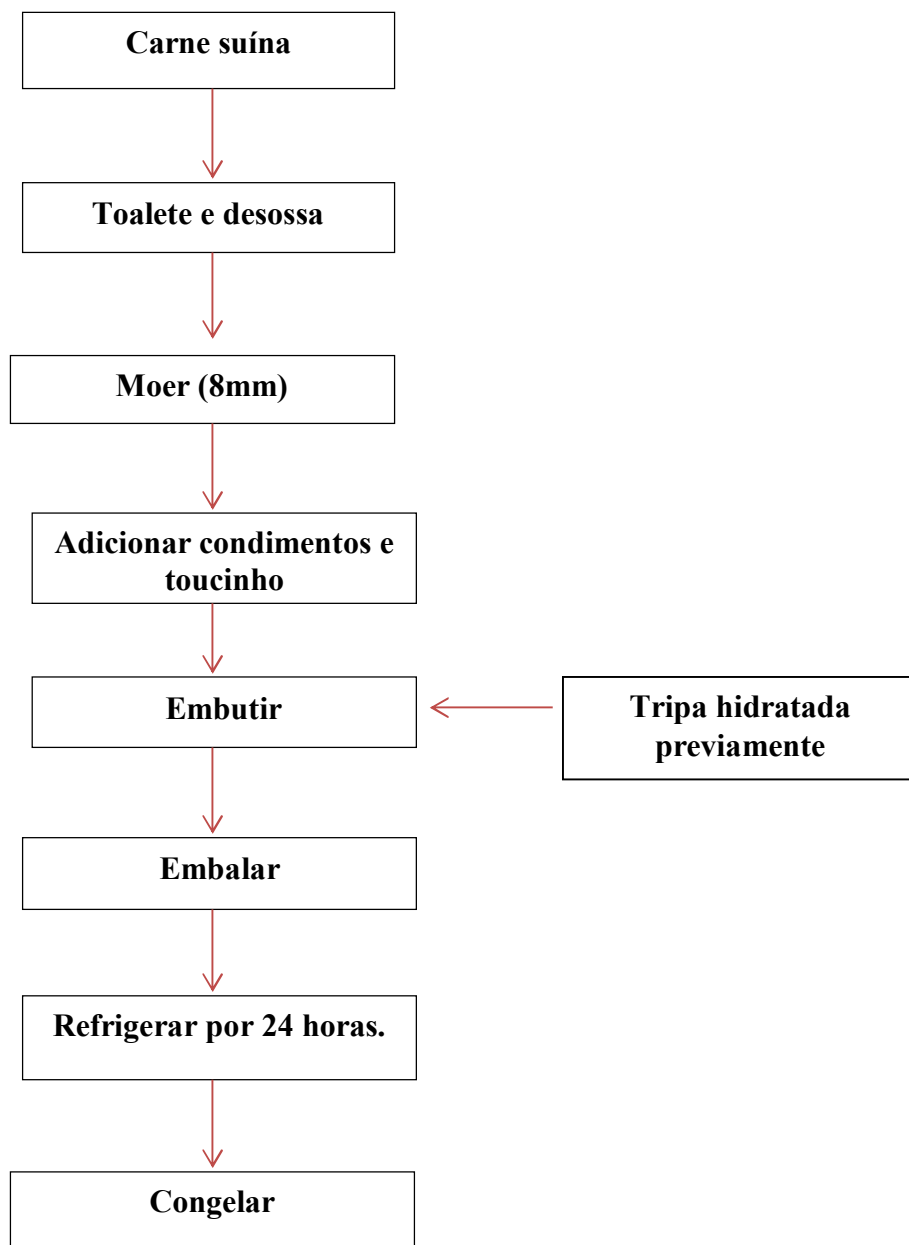 Carne suína
Toalete e desossa
Moer (8mm)
Adicionar condimentos e
toucinho
Embutir
Tripa hidratada
previamente
Embalar
Refrigerar por 24 horas.
Congelar